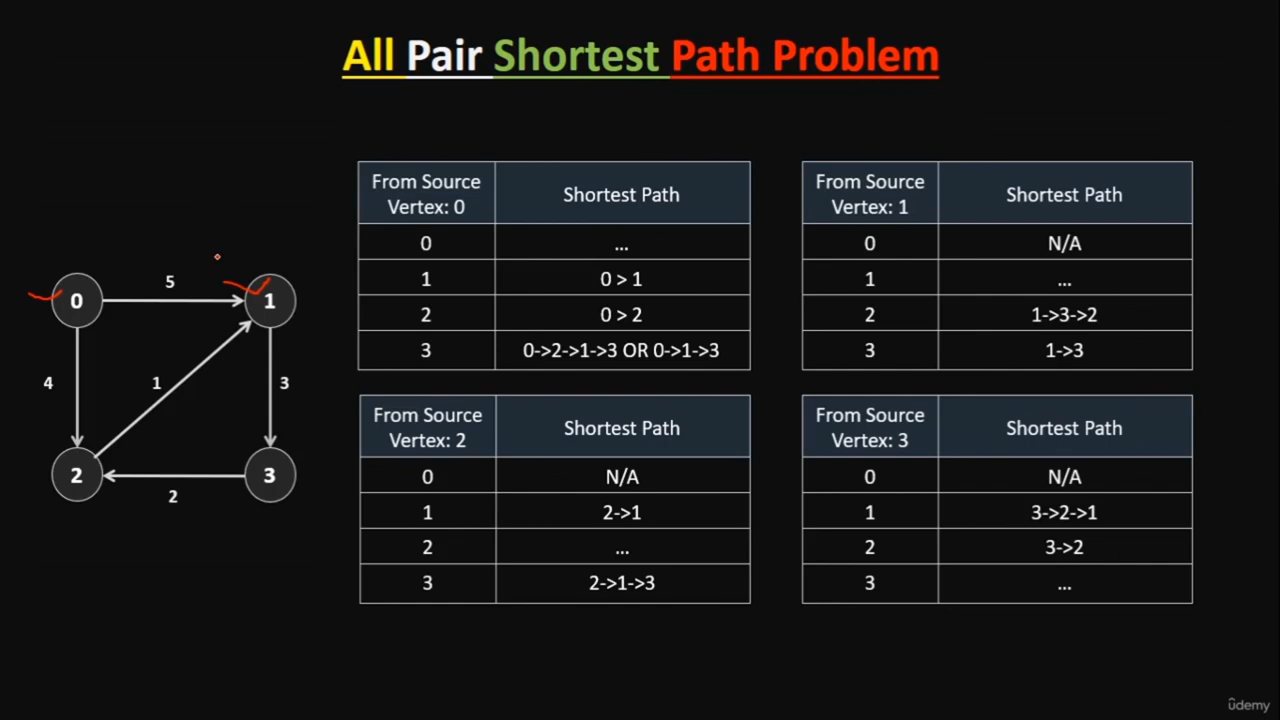 All Pair Shortest Path Problem
5
0
1
4
1
3
2
3
2
From Source
Vertex: 0
Shortest Path
0
...
1
0 > 1
2
0 > 2
3
0->2->1->3 OR 0->1->3
From Source
Vertex: 1
Shortest Path
0
N/A
1
...
2
1->3->2
3
1->3
From Source
Vertex: 2
Shortest Path
0
N/A
1
2->1
2
...
3
2->1->3
From Source
Vertex: 3
Shortest Path
0
N/A
1
3->2->1
2
3->2
3
...
ûdemy